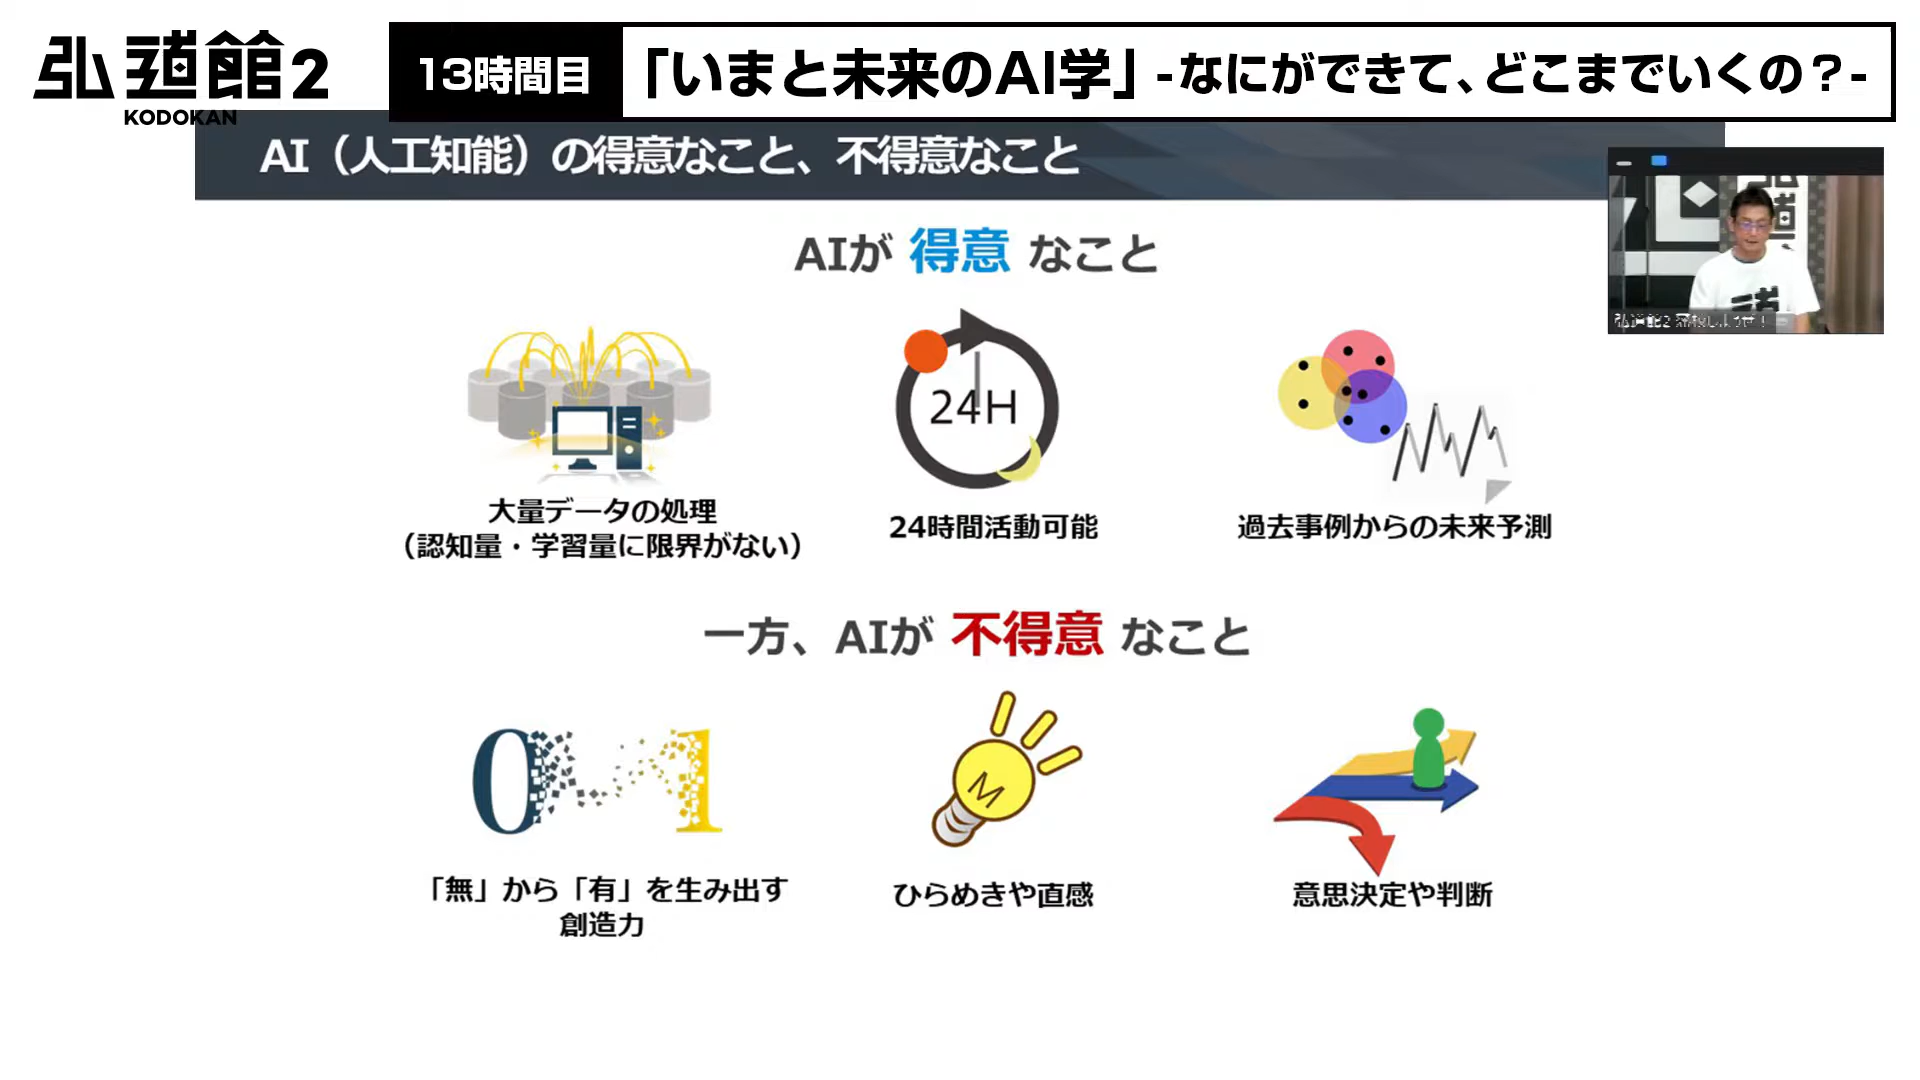 弘道館2
KODOKAN
13時間目
「いまと未来のAI学」-なにができて、どこまでいくの？-
AI（人工知能）の得意なこと、不得意なこと
AIが 得意 なこと
24H
大量データの処理
（認知量・学習量に限界がない）
24時間活動可能
過去事例からの未来予測
一方、AIが 不得意 なこと
0 1
M
「無」から「有」を生み出す
創造力
ひらめきや直感
意思決定や判断